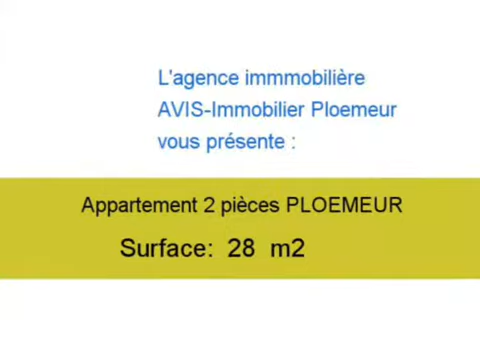 L'agence immmobilière
AVIS-Immobilier Ploemeur
vous présente :
Appartement 2 pièces PLOEMEUR
Surface: 28 m2